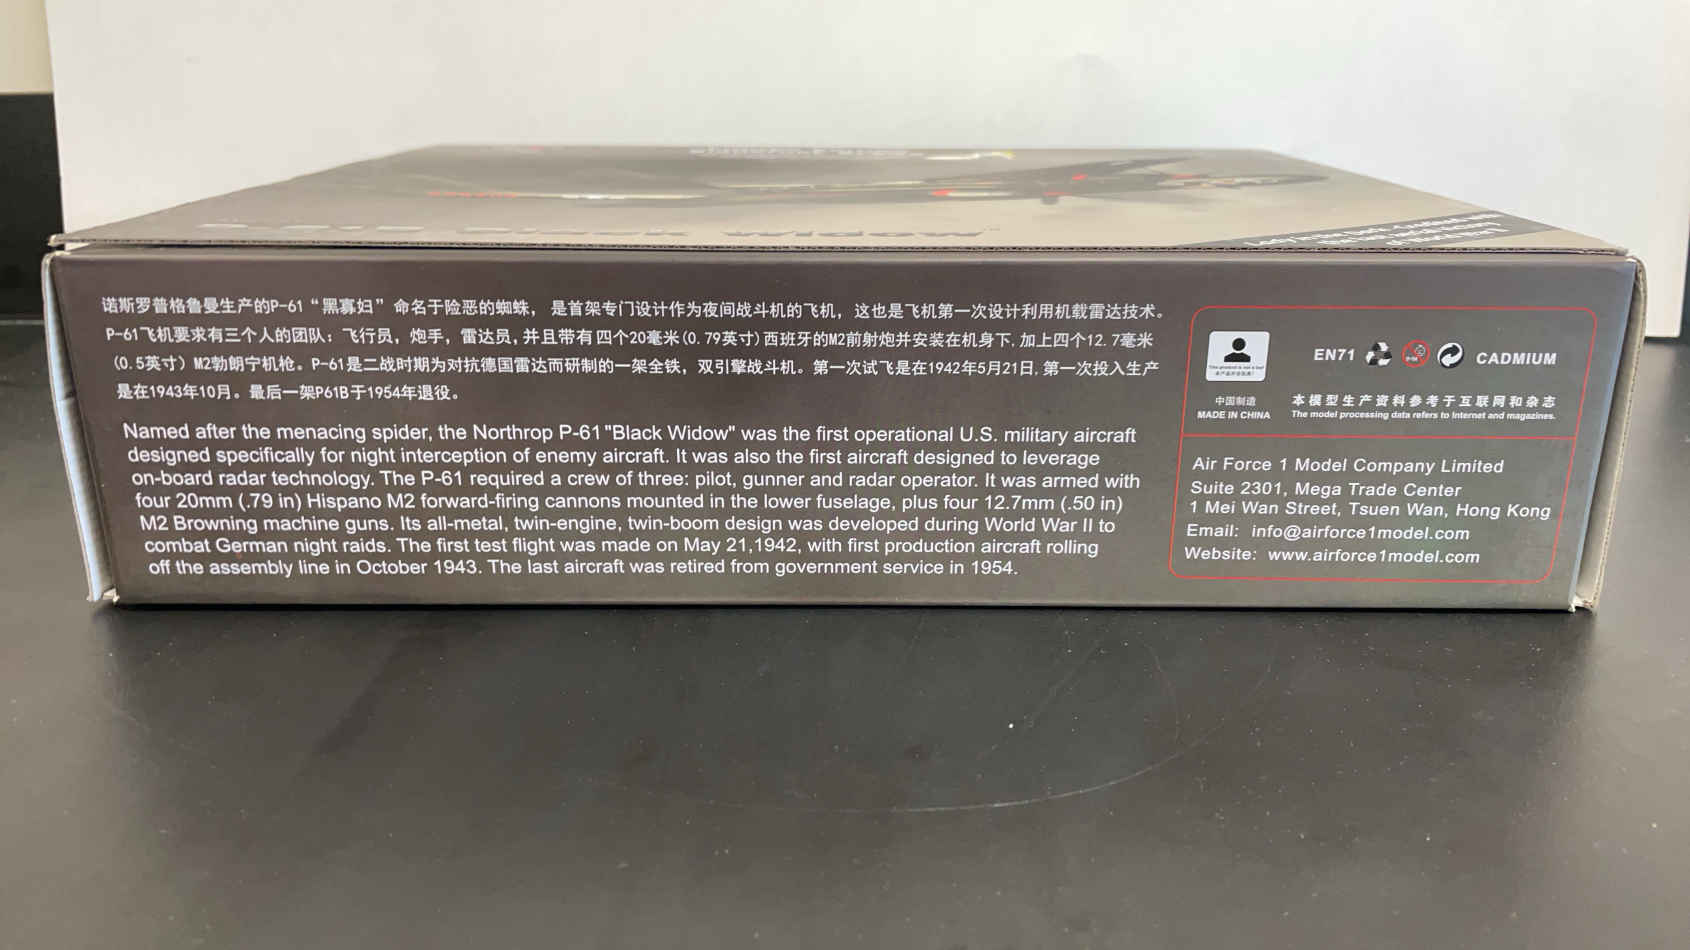 诺斯罗普格鲁曼生产的P-61“黑寡妇”命名于险恶的蜘蛛，是首架专门设计作为夜间战斗机的飞机，这也是飞机第一次设计利用机载雷达技术。
P-61飞机要求有三个人的团队：飞行员，炮手，雷达员，并且带有四个20毫米(0.79英寸)西班牙的M2前射炮并安装在机身下,加上四个12.7毫米
(0.5英寸) M2勃朗宁机枪。P-61是二战时期为对抗德国雷达而研制的一架全铁，双引擎战斗机。第一次试飞是在1942年5月21日,第一次投入生产
是在1943年10月。最后一架P61B于1954年退役。
Named after the menacing spider, the Northrop P-61 "Black Widow" was the first operational U.S. military aircraft
designed specifically for night interception of enemy aircraft. It was also the first aircraft designed to leverage
on-board radar technology. The P-61 required a crew of three: pilot, gunner and radar operator. It was armed with
four 20mm (.79 in) Hispano M2 forward-firing cannons mounted in the lower fuselage, plus four 12.7mm (.50 in)
M2 Browning machine guns. Its all-metal, twin-engine, twin-boom design was developed during World War II to
combat German night raids. The first test flight was made on May 21,1942, with first production aircraft rolling
off the assembly line in October 1943. The last aircraft was retired from government service in 1954.
This product is not a toy!
本产品非玩具!
中国制造
MADE IN CHINA
EN71
CADMIUM
本模型生产资料参考于互联网和杂志
The model processing data refers to Internet and magazines.
Air Force 1 Model Company Limited
Suite 2301, Mega Trade Center
1 Mei Wan Street, Tsuen Wan, Hong Kong
Email: info@airforce1model.com
Website: www.airforce1model.com